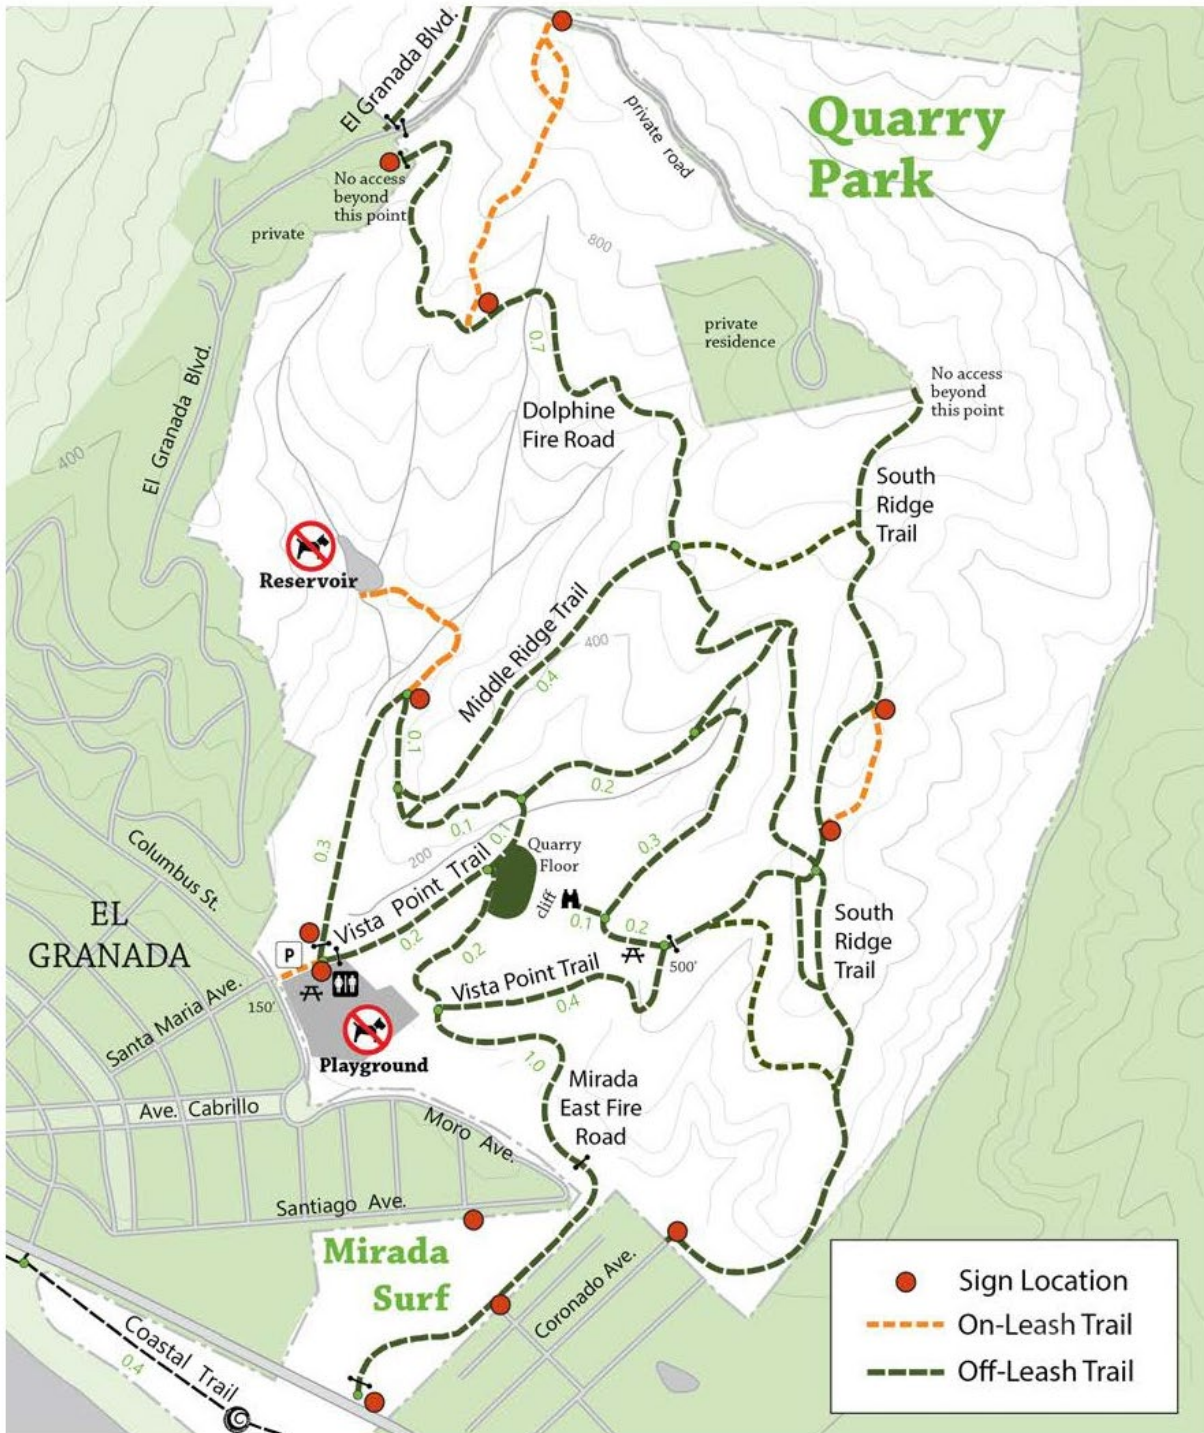 El Granada Blvd.
Quarry
Park
private road
No access
beyond
this point
private
800
private
residence
0.7
No access
beyond
this point
El Granada Blvd.
Dolphine
Fire Road
400
South
Ridge
Trail
Reservoir
Middle Ridge Trail
400
0.4
0.1
0.2
0.1
0.1
Quarry
Floor
0.3
0.3
200
cliff
Columbus St.
Vista Point Trail
0.2
0.1
0.2
EL
GRANADA
P
South
Ridge
Trail
0.2
500'
Vista Point Trail
0.4
Santa Maria Ave.
150'
Playground
1.0
Mirada
East Fire
Road
Ave. Cabrillo
Moro Ave.
Santiago Ave.
Mirada
Surf
Coronado Ave.
Coastal Trail
0.4
Sign Location
On-Leash Trail
Off-Leash Trail